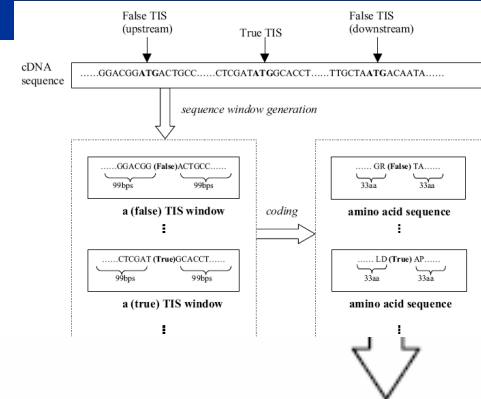 False TIS
(upstream)
True TIS
False TIS
(downstream)
cDNA
sequence
……GGACGGATGACTGCC……CTCGATATGGCACCT……TTGCTAATGACAATA……
sequence window generation
……GGACGG (False)ACTGCC……
99bps 99bps
a (false) TIS window
⋮
……CTCGAT (True)GCACCT……
99bps 99bps
a (true) TIS window
⋮
coding
…… GR (False) TA……
33aa 33aa
amino acid sequence
⋮
…… LD (True) AP……
33aa 33aa
amino acid sequence
⋮